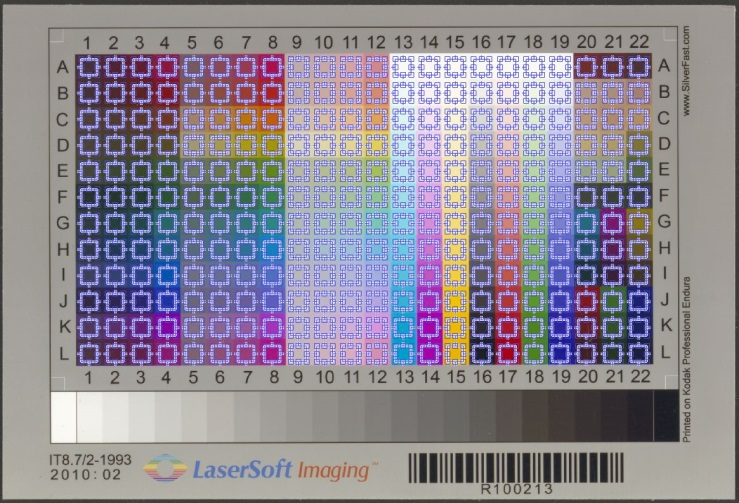 1 2 3 4 5 6 7 8 9 10 11 12 13 14 15 16 17 18 19 20 21 22
A A
B B
C C
D D
E E
F F
G G
H H
I I
J J
K K
L L
1 2 3 4 5 6 7 8 9 10 11 12 13 14 15 16 17 18 19 20 21 22
www.SilverFast.com
Printed on Kodak Professional Endura
IT8.7/2-1993
2010:02
LaserSoft Imaging™
R100213